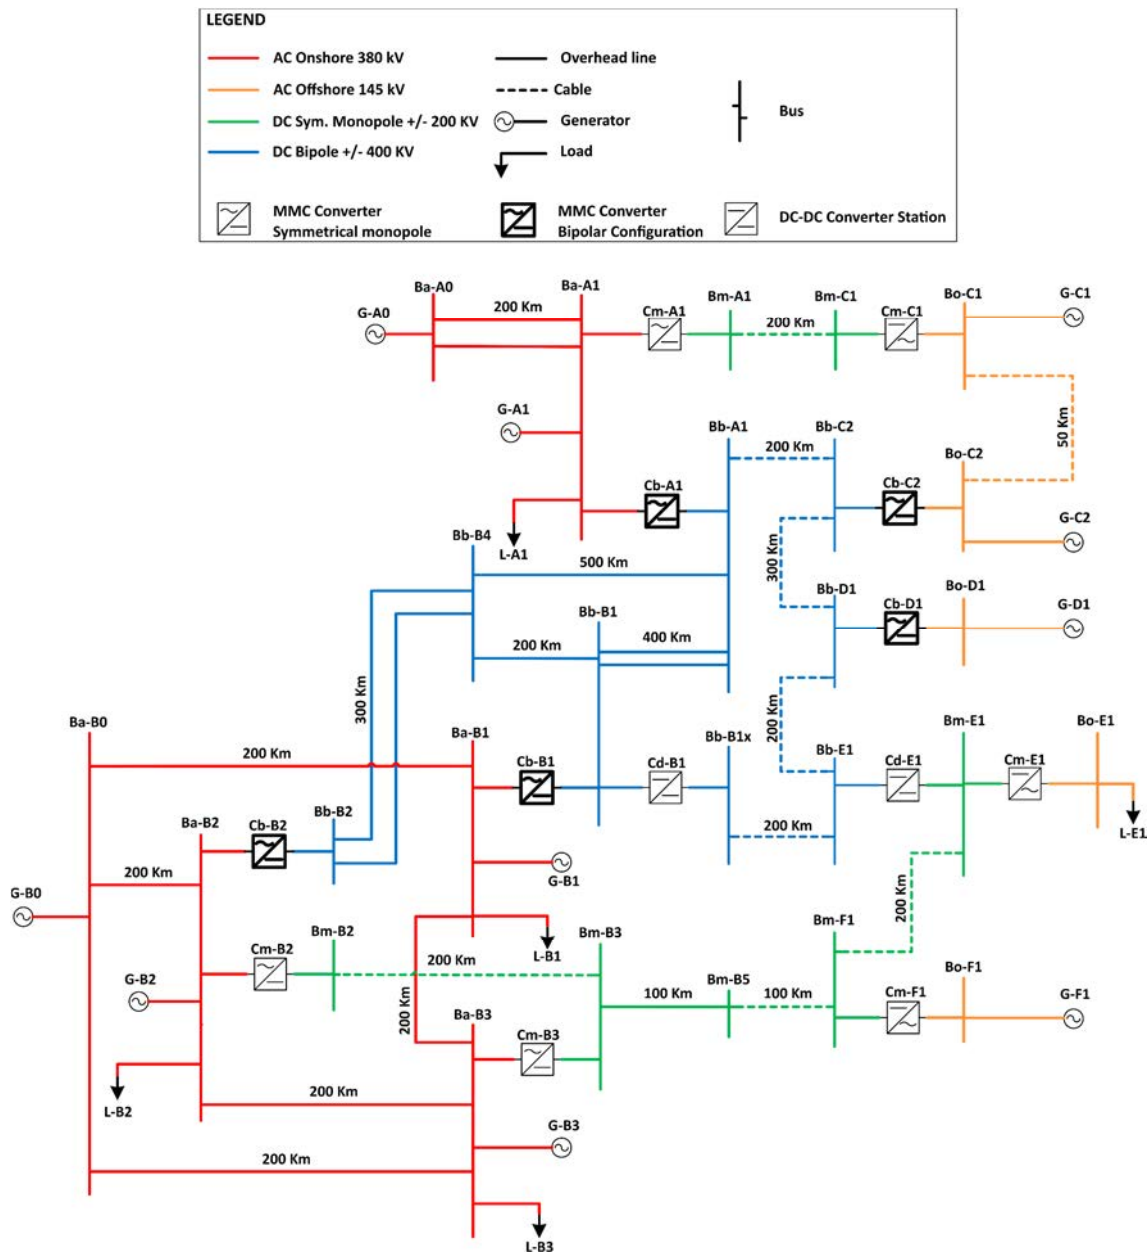 LEGEND
AC Onshore 380 kV
Overhead line
AC Offshore 145 kV
Cable
Bus
DC Sym. Monopole +/- 200 KV
Generator
DC Bipole +/- 400 KV
Load
MMC Converter
Symmetrical monopole
MMC Converter
Bipolar Configuration
DC-DC Converter Station
Ba-A0
Ba-A1
G-A0
200 Km
Cm-A1
Bm-A1
Bm-C1
200 Km
Cm-C1
Bo-C1
G-C1
G-A1
50 Km
Bb-A1
Bb-C2
200 Km
Bo-C2
Cb-A1
Cb-C2
G-C2
L-A1
Bb-B4
500 Km
300 Km
Bb-D1
Bo-D1
Cb-D1
G-D1
Bb-B1
200 Km
400 Km
300 Km
200 Km
Ba-B0
200 Km
Ba-B1
Cb-B1
Cd-B1
Bb-B1x
Bb-E1
Cd-E1
Bm-E1
Cm-E1
Bo-E1
L-E1
Ba-B2
Cb-B2
Bb-B2
200 Km
200 Km
G-B0
G-B1
200 Km
L-B1
Bm-B2
Cm-B2
200 Km
Bm-B3
Bm-F1
G-B2
200 Km
100 Km
Bm-B5
100 Km
Cm-F1
Bo-F1
G-F1
Ba-B3
Cm-B3
L-B2
200 Km
G-B3
200 Km
L-B3